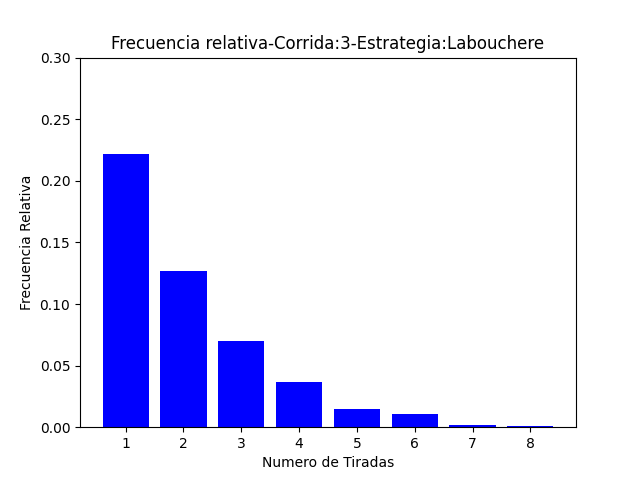 Frecuencia relativa-Corrida:3-Estrategia:Labouchere
Frecuencia Relativa
0.30
0.25
0.20
0.15
0.10
0.05
0.00
1 2 3 4 5 6 7 8
Numero de Tiradas